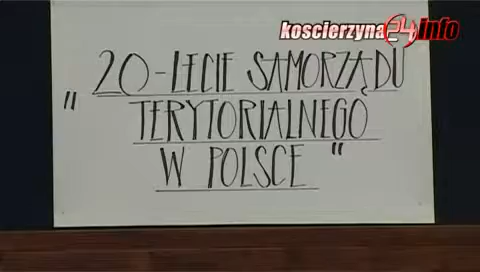 koscierzyna24info
20-LECIE SAMORZĄDU
" TERYTORIALNEGO
W POLSCE "